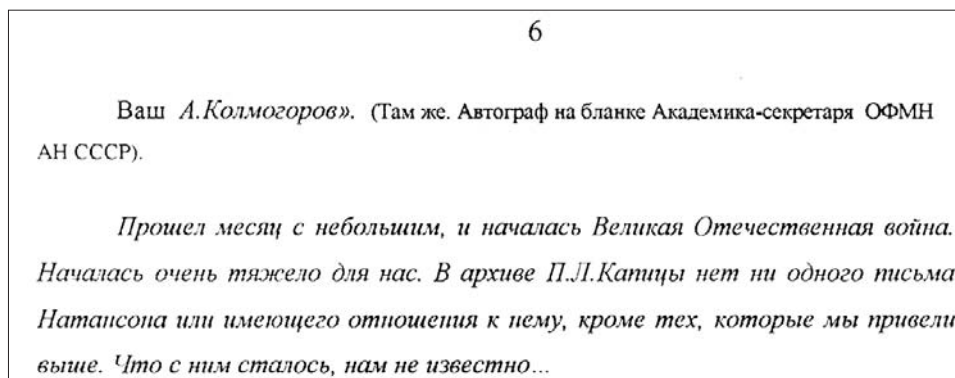 6
Ваш А.Колмогоров». (Там же. Автограф на бланке Академика-секретаря ОФМН
АН СССР).
Прошел месяц с небольшим, и началась Великая Отечественная война.
Началась очень тяжело для нас. В архиве П.Л.Капицы нет ни одного письма
Натансона или имеющего отношения к нему, кроме тех, которые мы привели
выше. Что с ним сталось, нам не известно...